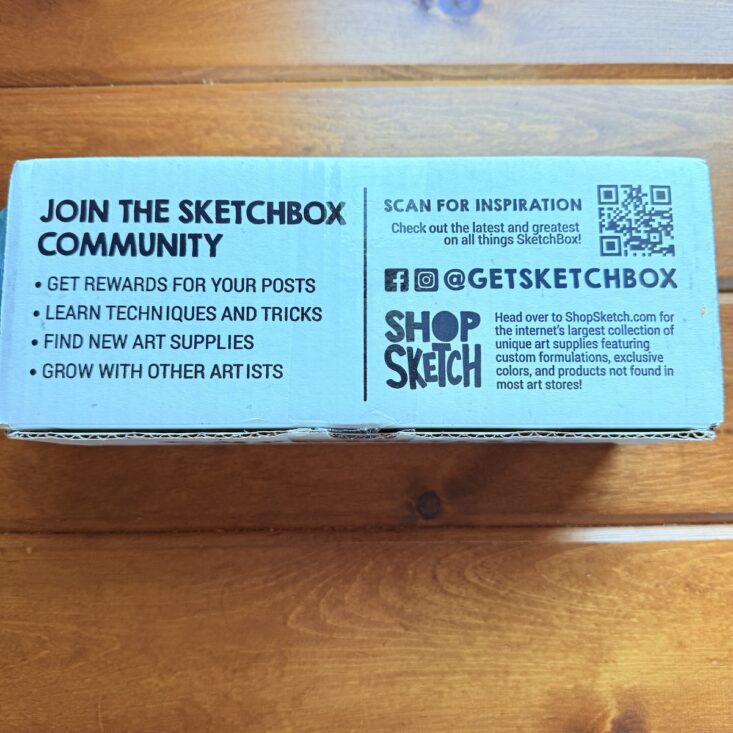 JOIN THE SKETCHBOX
COMMUNITY
• GET REWARDS FOR YOUR POSTS
• LEARN TECHNIQUES AND TRICKS
• FIND NEW ART SUPPLIES
• GROW WITH OTHER ARTISTS
SCAN FOR INSPIRATION
Check out the latest and greatest
on all things SketchBox!
@GETSKETCHBOX
SHOP
SKETCH
Head over to ShopSketch.com for
the internet's largest collection of
unique art supplies featuring
custom formulations, exclusive
colors, and products not found in
most art stores!